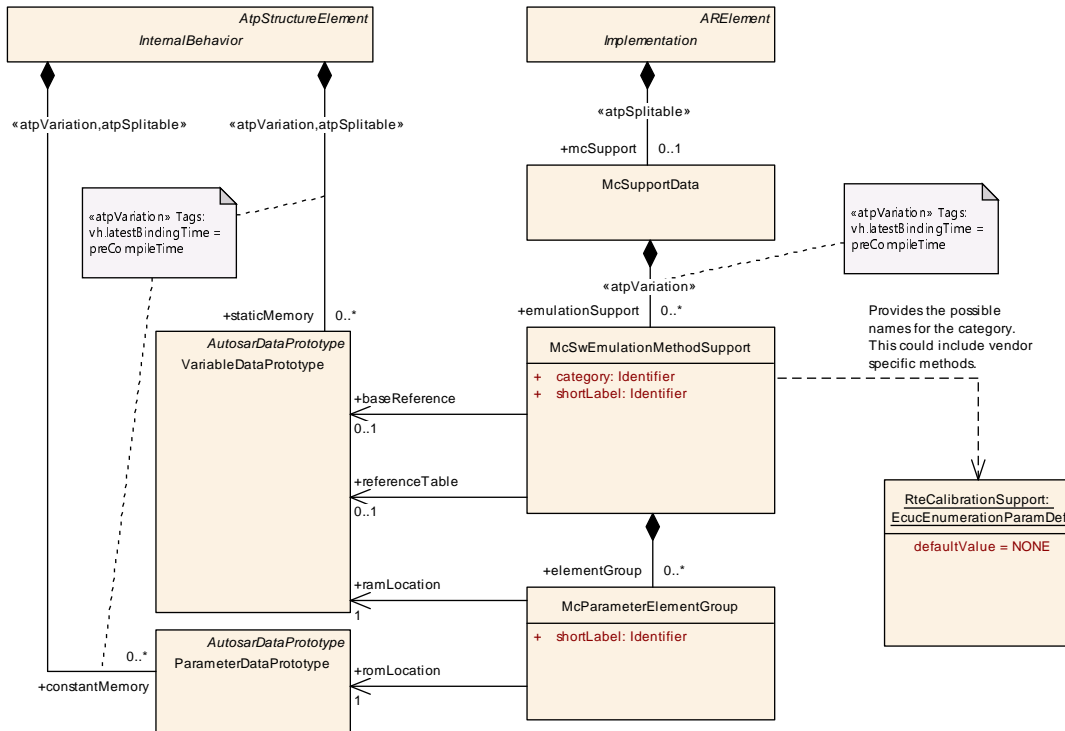 AtpStructureElement
InternalBehavior
ARElement
Implementation
«atpVariation,atpSplitable»
«atpVariation,atpSplitable»
«atpSplitable»
+mcSupport 0..1
McSupportData
«atpVariation» Tags:
vh.latestBindingTime =
preCompileTime
«atpVariation» Tags:
vh.latestBindingTime =
preCompileTime
«atpVariation»
+staticMemory 0..*
+emulationSupport 0..*
Provides the possible
names for the category.
This could include vendor
specific methods.
AutosarDataPrototype
VariableDataPrototype
McSwEmulationMethodSupport
+ category: Identifier
+ shortLabel: Identifier
+baseReference
0..1
+referenceTable
0..1
RteCalibrationSupport:
EcucEnumerationParamDef
defaultValue = NONE
+elementGroup 0..*
+ramLocation
1
McParameterElementGroup
+ shortLabel: Identifier
AutosarDataPrototype
ParameterDataPrototype
0..*
+constantMemory
+romLocation
1